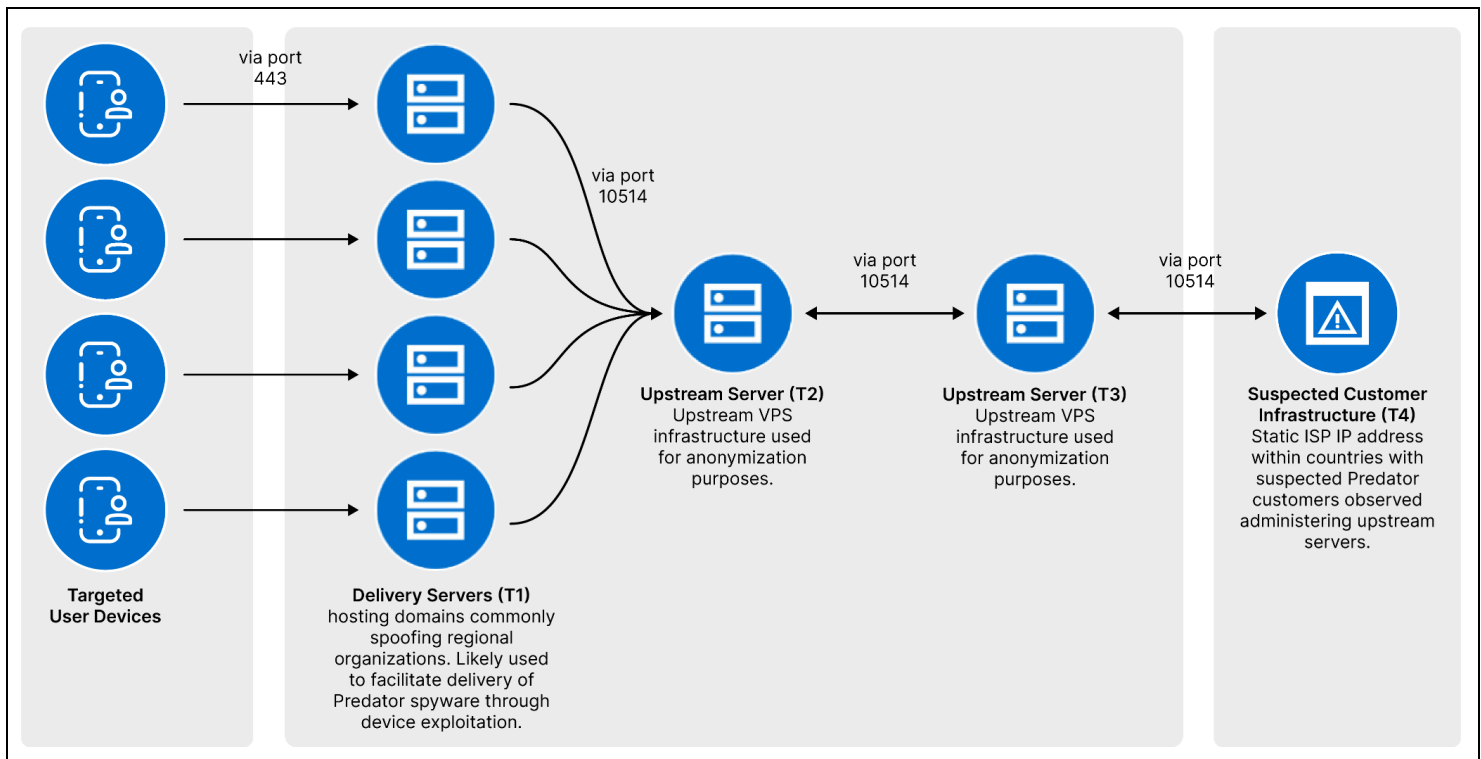 via port
443
via port
10514
via port
10514
via port
10514
Targeted
User Devices
Delivery Servers (T1)
hosting domains commonly
spoofing regional
organizations. Likely used
to facilitate delivery of
Predator spyware through
device exploitation.
Upstream Server (T2)
Upstream VPS
infrastructure used
for anonymization
purposes.
Upstream Server (T3)
Upstream VPS
infrastructure used
for anonymization
purposes.
Suspected Customer
Infrastructure (T4)
Static ISP IP address
within countries with
suspected Predator
customers observed
administering upstream
servers.